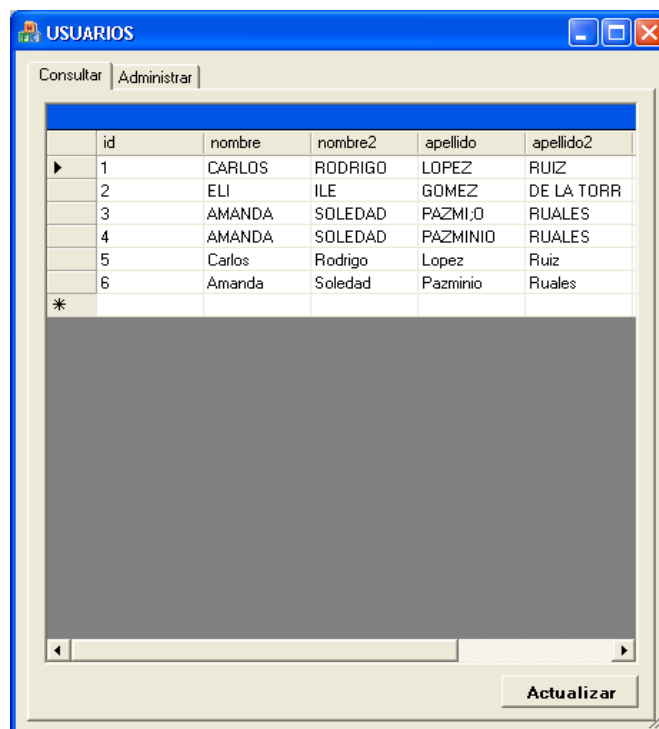 USUARIOS
Consultar Administrar
id nombre nombre2 apellido apellido2
1 CARLOS RODRIGO LOPEZ RUIZ
2 ELI ILE GOMEZ DE LA TORR
3 AMANDA SOLEDAD PAZMI;O RUALES
4 AMANDA SOLEDAD PAZMINIO RUALES
5 Carlos Rodrigo Lopez Ruiz
6 Amanda Soledad Pazminio Ruales
Actualizar